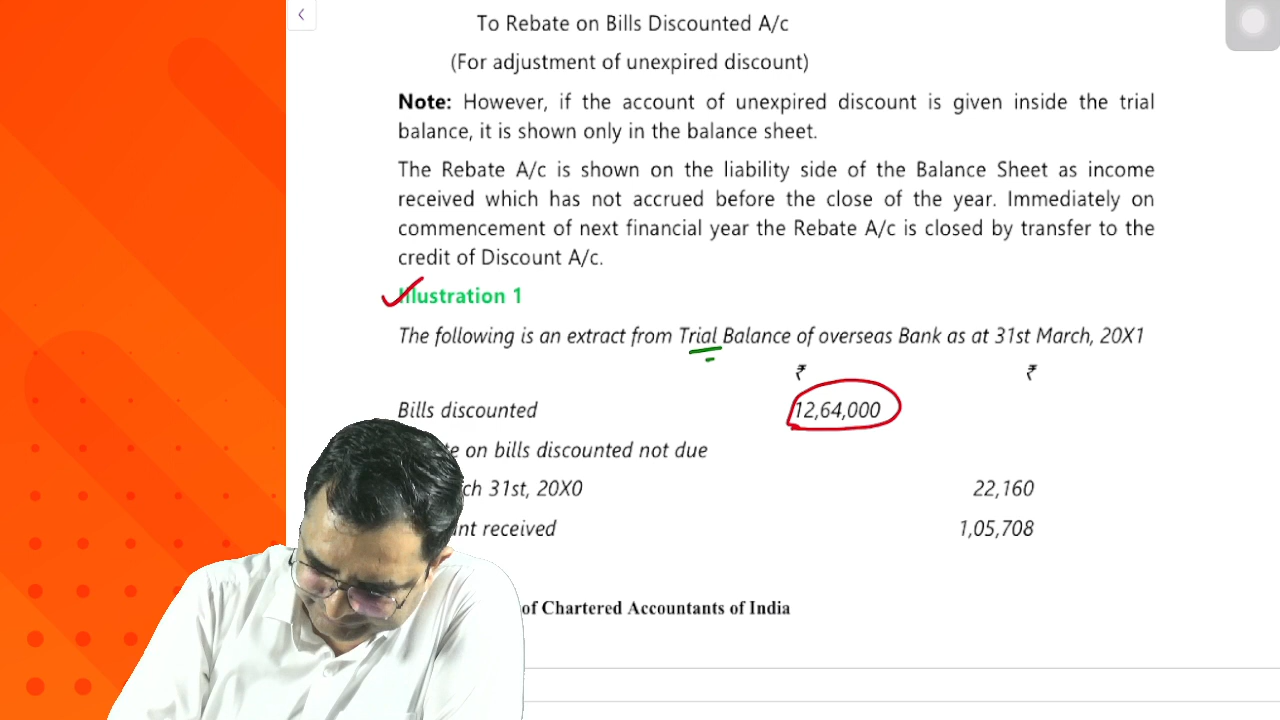 To Rebate on Bills Discounted A/c
(For adjustment of unexpired discount)
Note: However, if the account of unexpired discount is given inside the trial
balance, it is shown only in the balance sheet.
The Rebate A/c is shown on the liability side of the Balance Sheet as income
received which has not accrued before the close of the year. Immediately on
commencement of next financial year the Rebate A/c is closed by transfer to the
credit of Discount A/c.
Illustration 1
The following is an extract from Trial Balance of overseas Bank as at 31st March, 20X1
₹ ₹
Bills discounted 12,64,000
on bills discounted not due
31st, 20X0 22,160
received 1,05,708
of Chartered Accountants of India